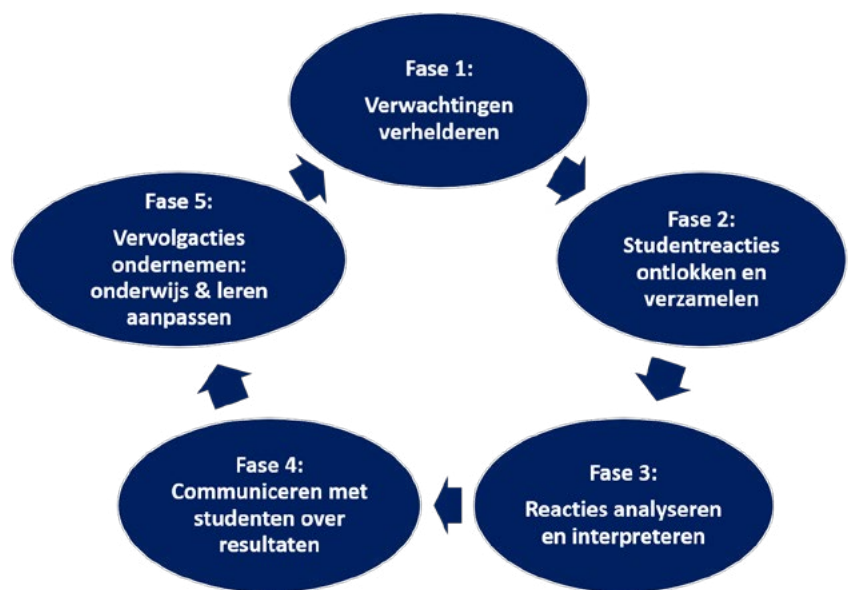 Fase 1:
Verwachtingen
verhelderen
Fase 2:
Studentreacties
ontlokken en
verzamelen
Fase 3:
Reacties analyseren
en interpreteren
Fase 4:
Communiceren met
studenten over
resultaten
Fase 5:
Vervolgacties
ondernemen:
onderwijs & leren
aanpassen